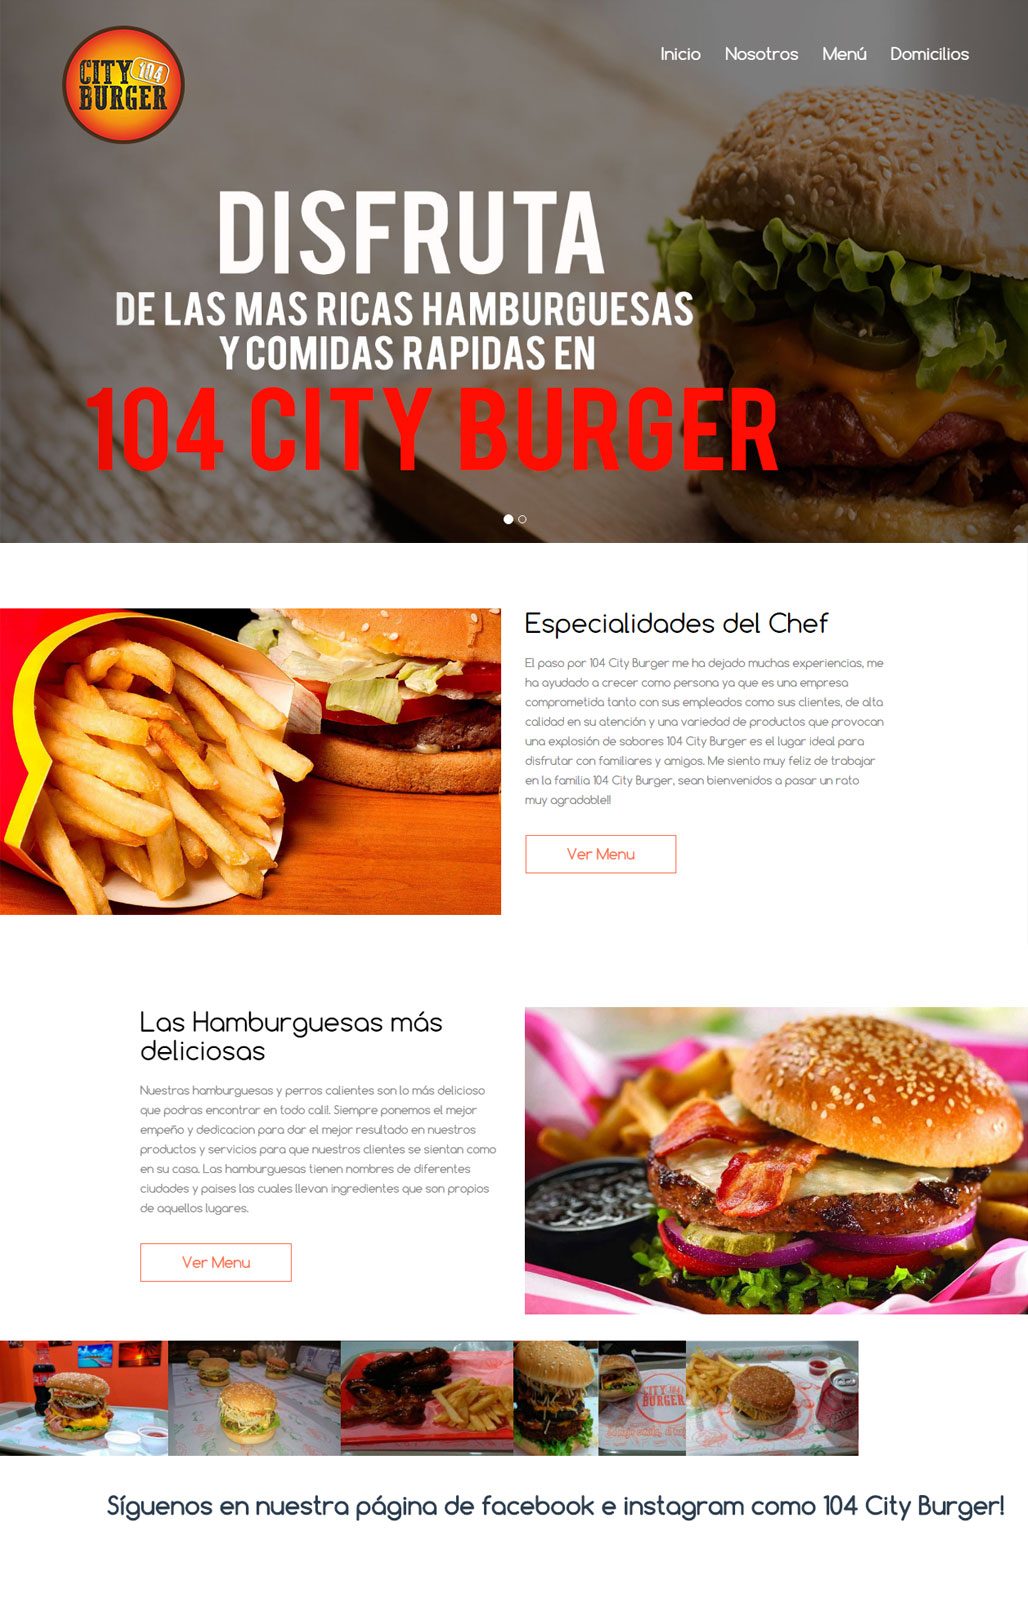 CITY 104
BURGER
Inicio Nosotros Menú Domicilios
DISFRUTA
DE LAS MAS RICAS HAMBURGUESAS
Y COMIDAS RAPIDAS EN
104 CITY BURGER
Especialidades del Chef
El paso por 104 City Burger me ha dejado muchas experiencias, me
ha ayudado a crecer como persona ya que es una empresa
comprometida tanto con sus empleados como sus clientes, de alta
calidad en su atención y una variedad de productos que provocan
una explosión de sabores 104 City Burger es el lugar ideal para
disfrutar con familiares y amigos. Me siento muy feliz de trabajar
en la familia 104 City Burger, sean bienvenidos a pasar un rato
muy agradable!!
Ver Menu
Las Hamburguesas más
deliciosas
Nuestras hamburguesas y perros calientes son lo más delicioso
que podras encontrar en todo cali!. Siempre ponemos el mejor
empeño y dedicacion para dar el mejor resultado en nuestros
productos y servicios para que nuestros clientes se sientan como
en su casa. Las hamburguesas tienen nombres de diferentes
ciudades y paises las cuales llevan ingredientes que son propios
de aquellos lugares.
Ver Menu
CITY 104
BURGER
Síguenos en nuestra página de facebook e instagram como 104 City Burger!